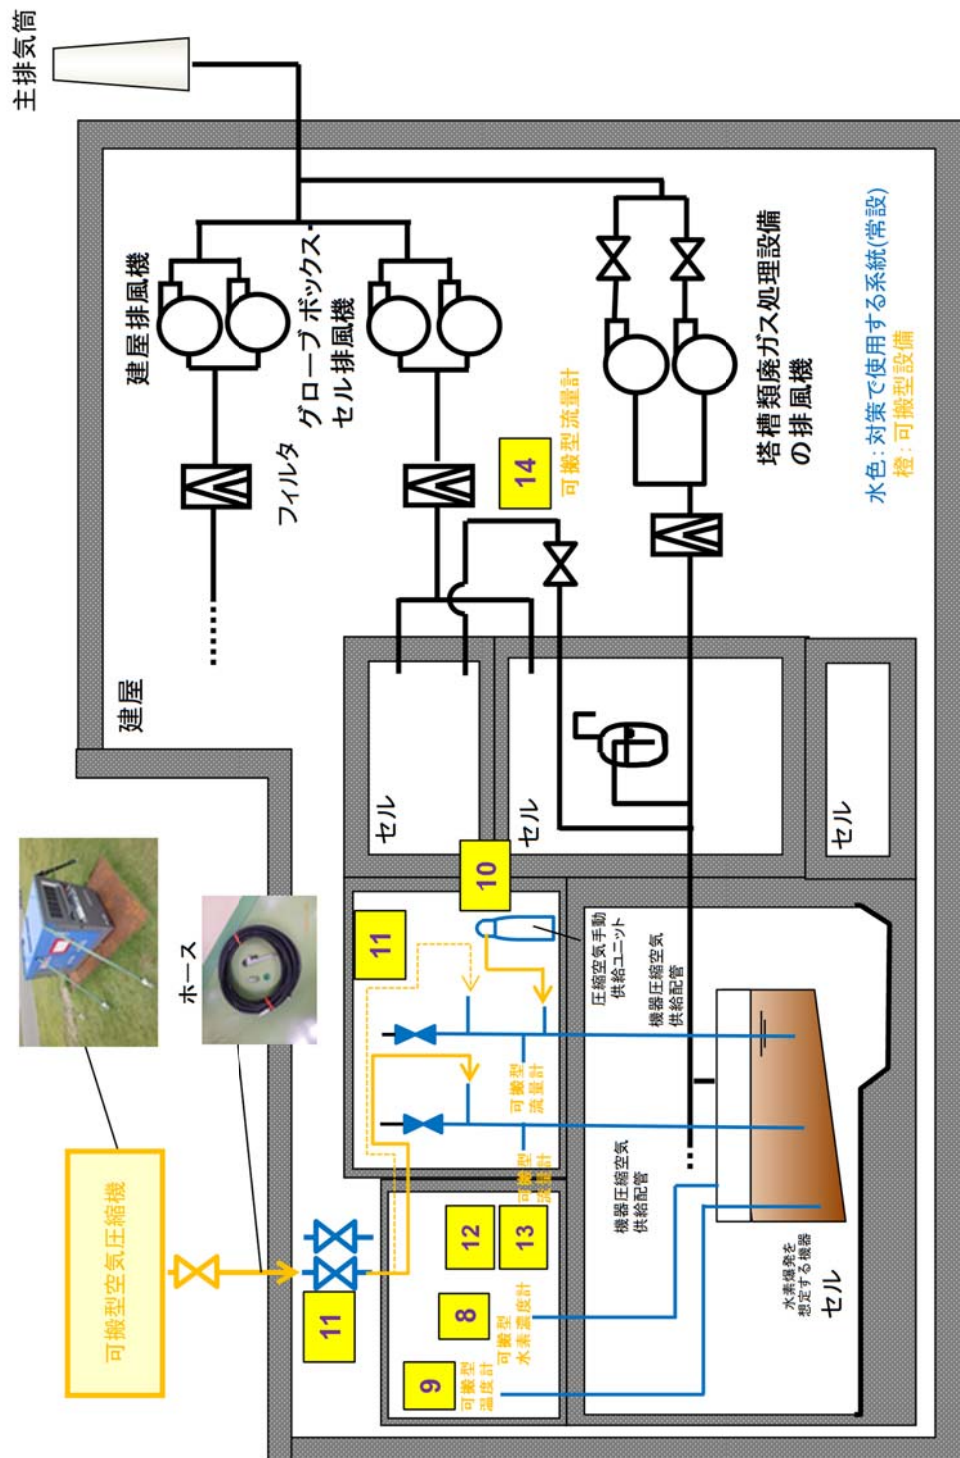 主排気筒
建屋排風機
グローブボックス・
セル排風機
フィルタ
建屋
14
可搬型流量計
塔槽類廃ガス処理設備
の排風機
水色：対策で使用する系統(常設)
橙：可搬型設備
ホース
可搬型空気圧縮機
セル
セル
セル
10
11
圧縮空気手動
供給ユニット
機器圧縮空気
供給配管
可搬型
流量計
可搬型
流量計
機器圧縮空気
供給配管
11
12
13
8
可搬型
水素濃度計
9
可搬型
温度計
水素爆発を
想定する機器
セル